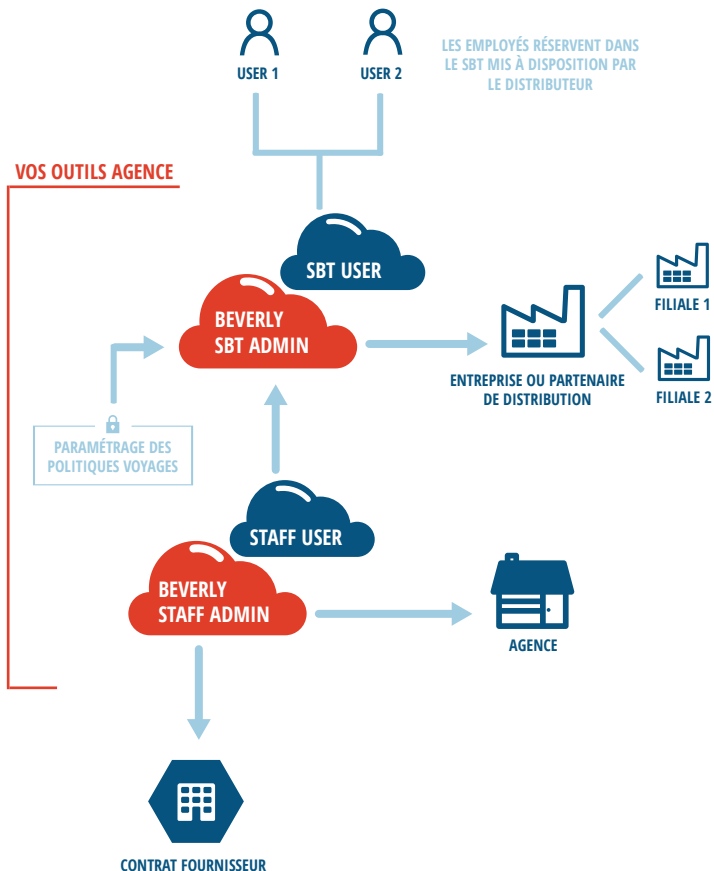 USER 1
USER 2
LES EMPLOYÉS RÉSERVENT DANS
LE SBT MIS À DISPOSITION PAR
LE DISTRIBUTEUR
VOS OUTILS AGENCE
SBT USER
BEVERLY
SBT ADMIN
FILIALE 1
ENTREPRISE OU PARTENAIRE
DE DISTRIBUTION
FILIALE 2
PARAMÉTRAGE DES
POLITIQUES VOYAGES
STAFF USER
BEVERLY
STAFF ADMIN
AGENCE
CONTRAT FOURNISSEUR